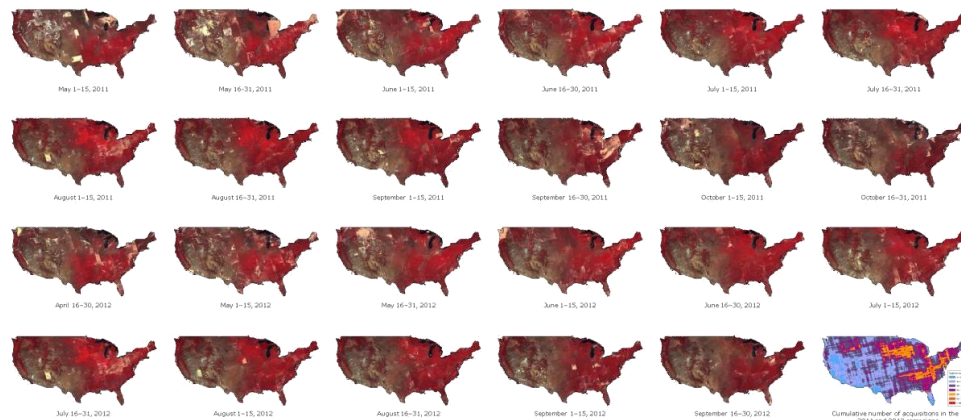 May 1–15, 2011
May 16–31, 2011
June 1–15, 2011
June 16–30, 2011
July 1–15, 2011
July 16–31, 2011
August 1–15, 2011
August 16–31, 2011
September 1–15, 2011
September 16–30, 2011
October 1–15, 2011
October 16–31, 2011
April 16–30, 2012
May 1–15, 2012
May 16–31, 2012
June 1–15, 2012
June 16–30, 2012
July 1–15, 2012
July 16–31, 2012
August 1–15, 2012
August 16–31, 2012
September 1–15, 2012
September 16–30, 2012
Cumulative number of acquisitions in the